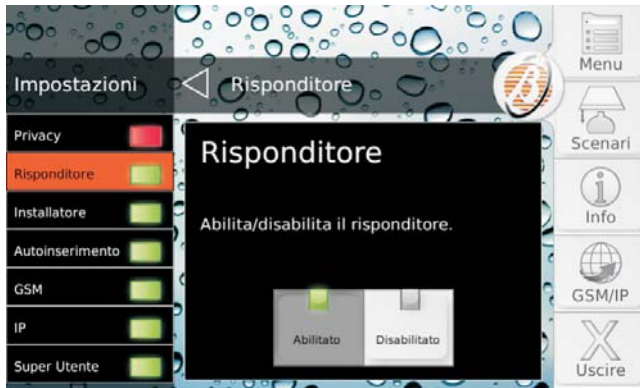 Impostazioni
Risponditore
Privacy
Risponditore
Installatore
Autoinserimento
GSM
IP
Super Utente
Risponditore
Abilita/disabilita il risponditore.
Abilitato
Disabilitato
Menu
Scenari
Info
GSM/IP
Uscire